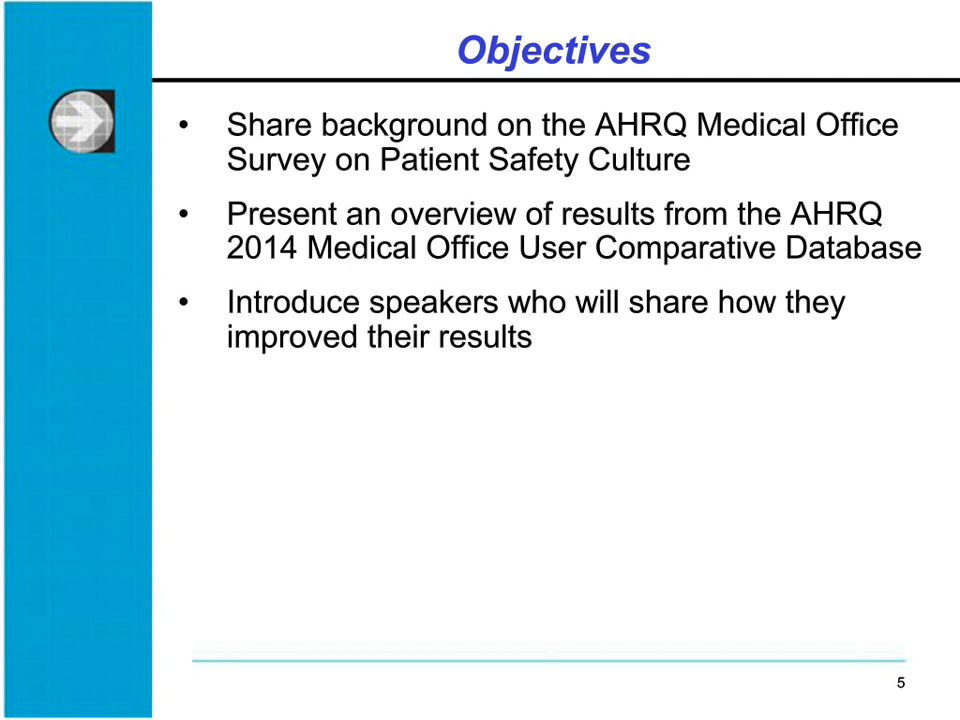 Objectives
• Share background on the AHRQ Medical Office
Survey on Patient Safety Culture
• Present an overview of results from the AHRQ
2014 Medical Office User Comparative Database
• Introduce speakers who will share how they
improved their results
5